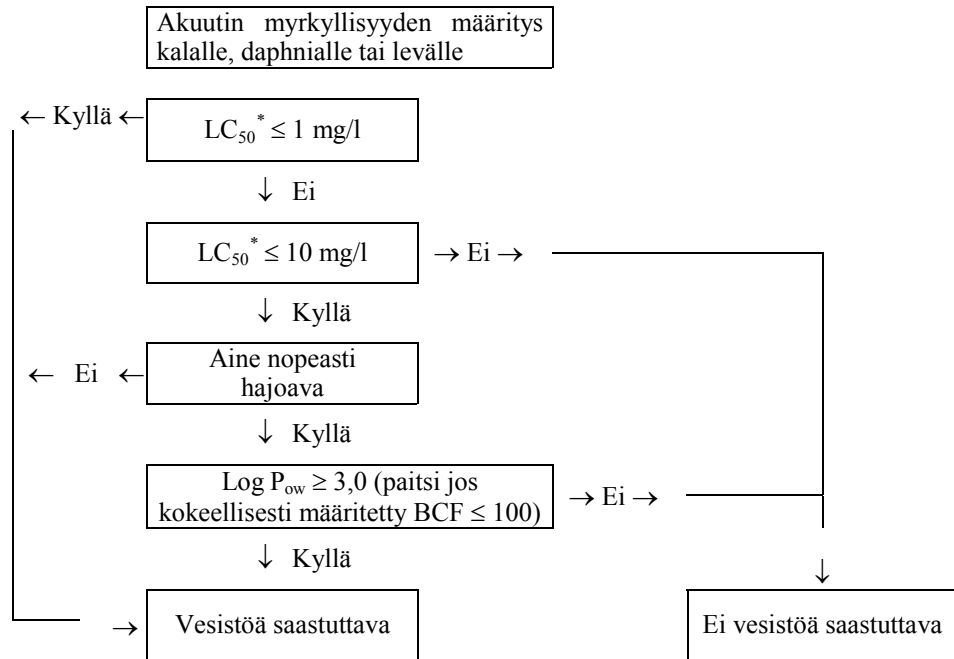 Akuutin myrkyllisyyden määritys
kalalle, daphnialle tai levälle
← Kyllä ←
LC₅₀* ≤ 1 mg/l
↓ Ei
LC₅₀* ≤ 10 mg/l
→ Ei →
↓ Kyllä
← Ei ←
Aine nopeasti
hajoava
↓ Kyllä
Log Pow ≥ 3,0 (paitsi jos
kokeellisesti määritetty BCF ≤ 100)
→ Ei →
↓ Kyllä
↓
→ Vesistöä saastuttava
Ei vesistöä saastuttava